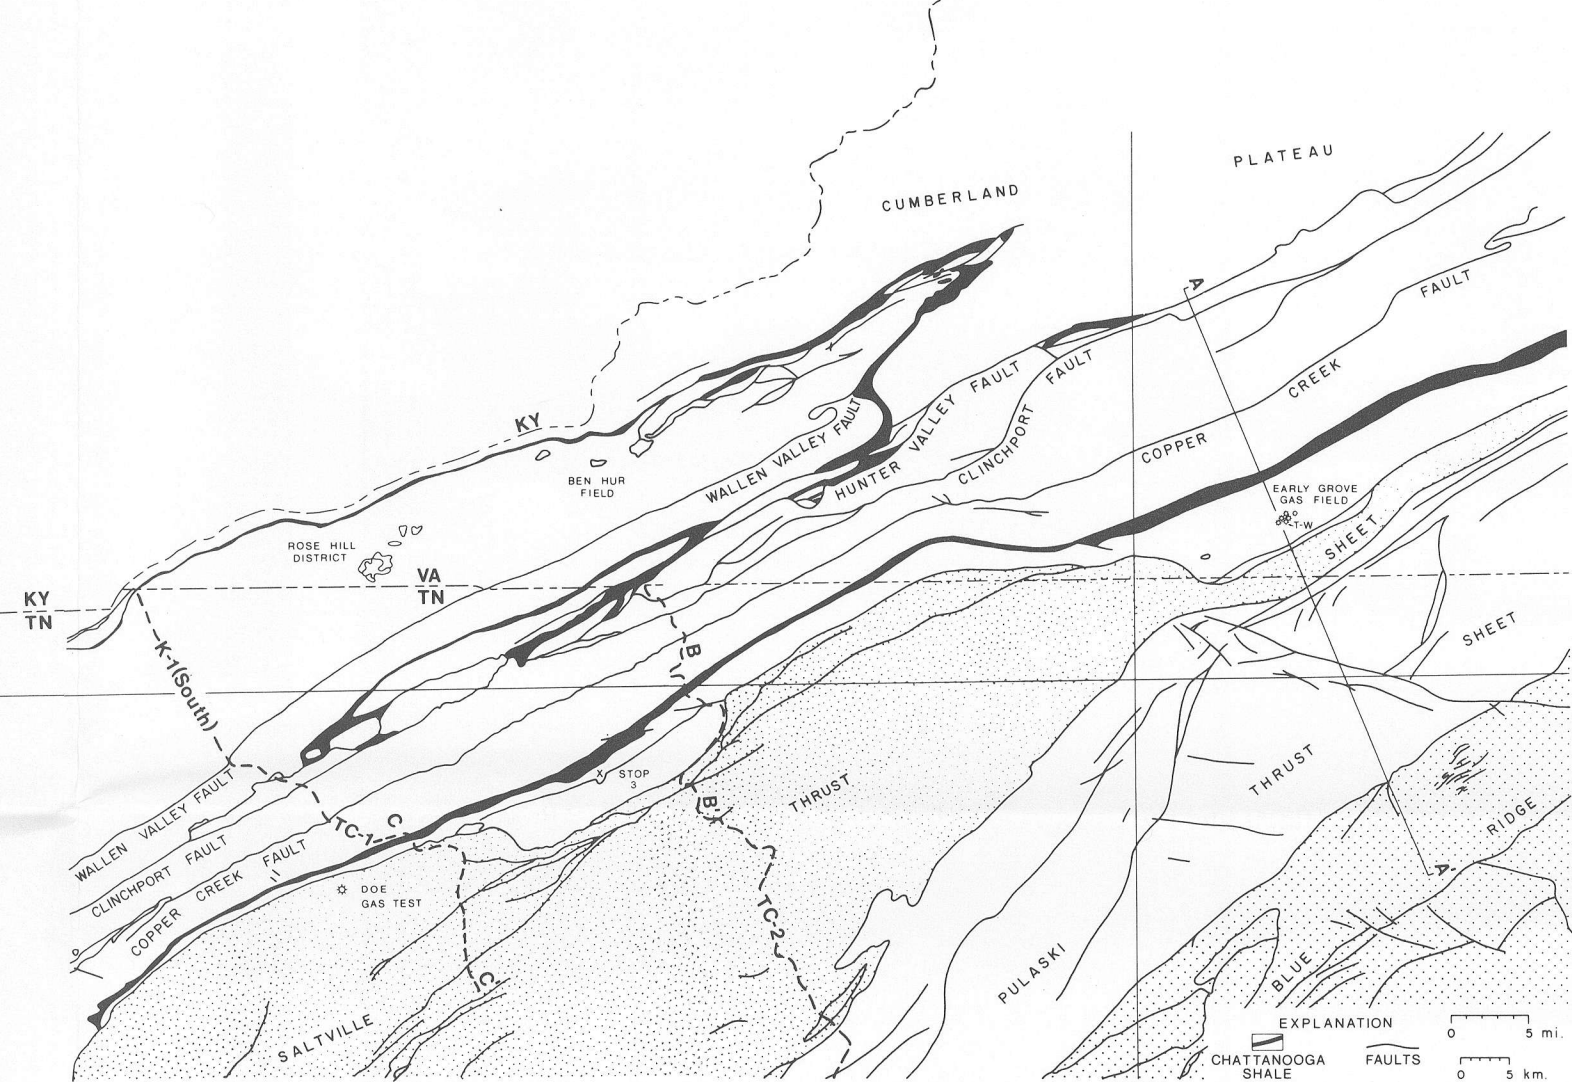 PLATEAU
CUMBERLAND
A
FAULT
KY
CREEK
FAULT
FAULT
COPPER
CLINCHPORT
HUNTER VALLEY
WALLEN VALLEY FAULT
BEN HUR
FIELD
EARLY GROVE
GAS FIELD
T-W
SHEET
ROSE HILL
DISTRICT
VA
TN
KY
TN
K-1(South)
B
SHEET
STOP
3
X
THRUST
THRUST
RIDGE
B'
WALLEN VALLEY FAULT
TC-1
C
CLINCHPORT FAULT
COPPER CREEK FAULT
DOE
GAS TEST
A'
TC-2
C'
PULASKI
BLUE
SALTVILLE
EXPLANATION
CHATTANOOGA
SHALE
FAULTS
0 5 mi.
0 5 km.